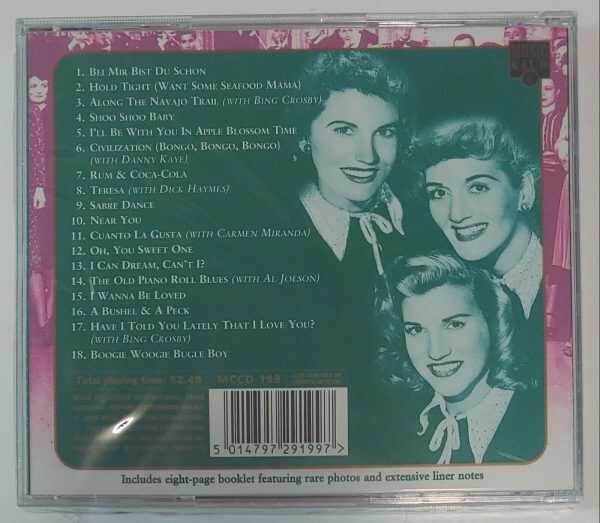 1. Bei Mir Bist Du Schon
2. Hold Tight (Want Some Seafood Mama)
3. Along The Navajo Trail (with Bing Crosby)
4. Shoo Shoo Baby
5. I'll Be With You In Apple Blossom Time
6. Civilization (Bongo, Bongo, Bongo)
(with Danny Kaye)
7. Rum & Coca-Cola
8. Teresa (with Dick Haymes)
9. Sabre Dance
10. Near You
11. Cuanto La Gusta (with Carmen Miranda)
12. Oh, You Sweet One
13. I Can Dream, Can't I?
14. The Old Piano Roll Blues (with Al Jolson)
15. I Wanna Be Loved
16. A Bushel & A Peck
17. Have I Told You Lately That I Love You?
(with Bing Crosby)
18. Boogie Woogie Bugle Boy
Total playing time: 52.48 MCCD 199
5 014797 291997 >
Includes eight-page booklet featuring rare photos and extensive liner notes